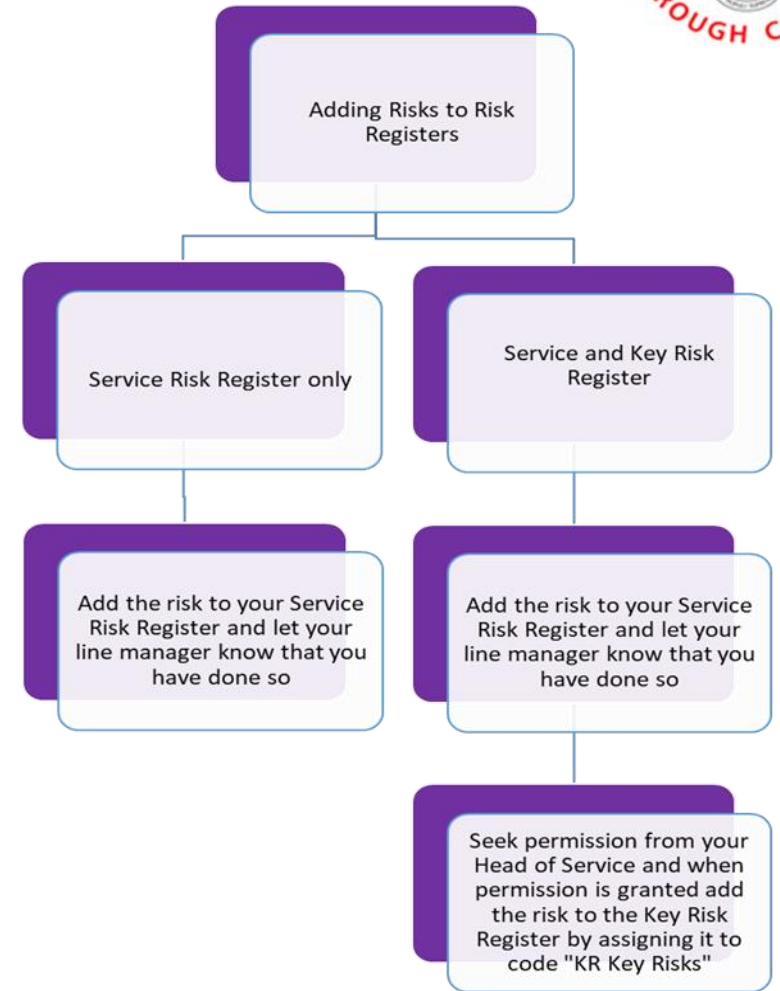 OUGH C
Adding Risks to Risk
Registers
Service Risk Register only
Service and Key Risk
Register
Add the risk to your Service
Risk Register and let your
line manager know that you
have done so
Add the risk to your Service
Risk Register and let your
line manager know that you
have done so
Seek permission from your
Head of Service and when
permission is granted add
the risk to the Key Risk
Register by assigning it to
code "KR Key Risks"